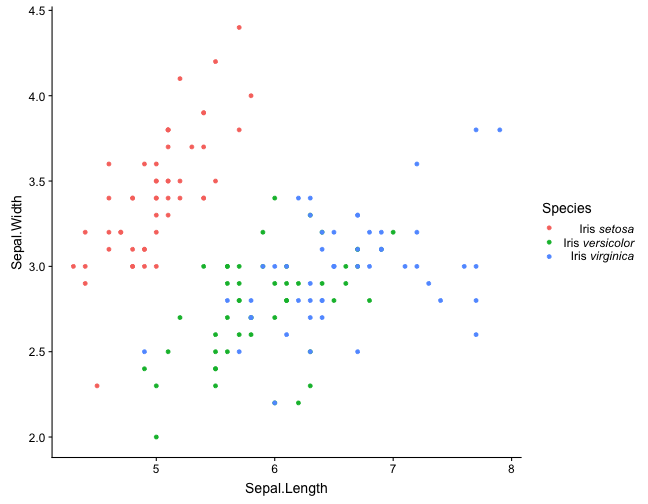 4.5
4.0
3.5
3.0
2.5
2.0
Sepal.Width
5 6 7 8
Sepal.Length
Species
Iris setosa
Iris versicolor
Iris virginica